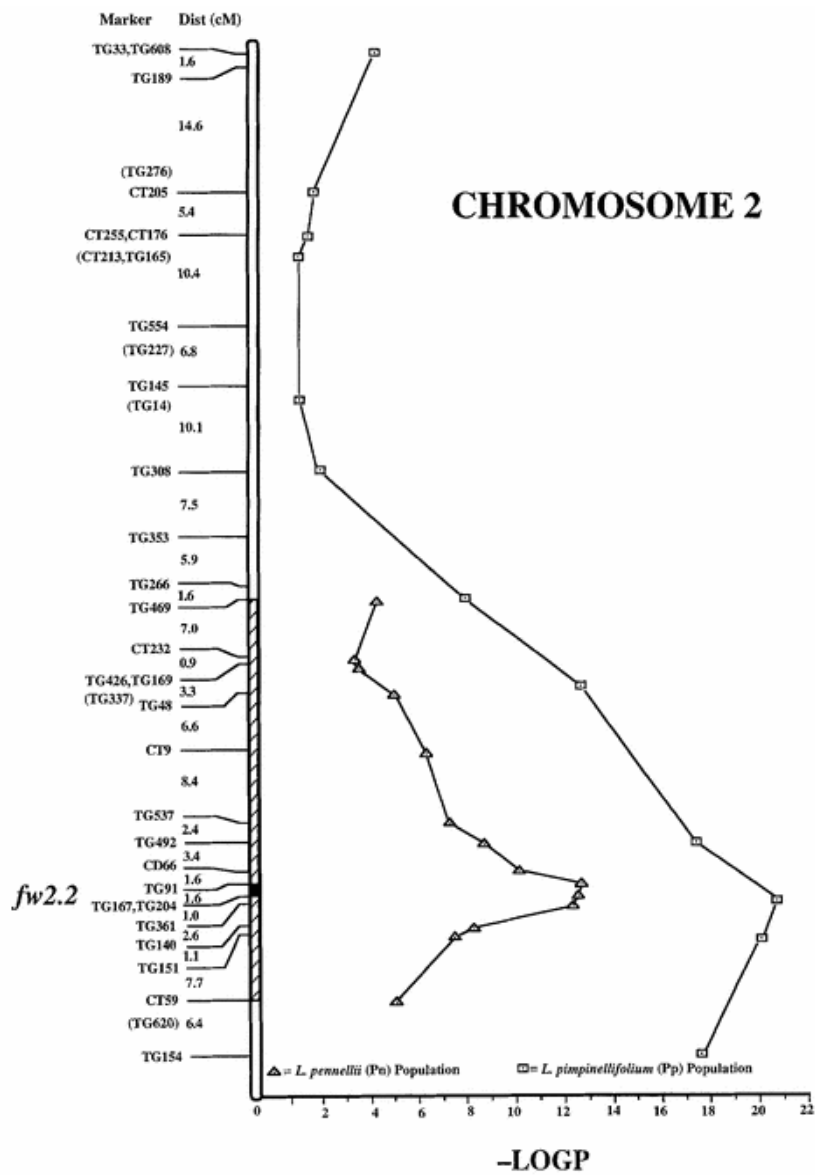 Marker Dist (cM)
TG33,TG608
1.6
TG189
14.6
(TG276)
CT205
5.4
CHROMOSOME 2
CT255,CT176
(CT213,TG165)
10.4
TG554
(TG227) 6.8
TG145
(TG14)
10.1
TG308
7.5
TG353
5.9
TG266
1.6
TG469
7.0
CT232
0.9
TG426,TG169
3.3
(TG337)
TG48
6.6
CT9
8.4
TG537
2.4
TG492
3.4
CD66
1.6
TG91
fw2.2
1.6
TG167,TG204
1.0
TG361
2.6
TG140
1.1
TG151
7.7
CT59
(TG620) 6.4
TG154
= L. pennellii (Pn) Population = L. pimpinellifolium (Pp) Population
0 2 4 6 8 10 12 14 16 18 20 22
–LOGP